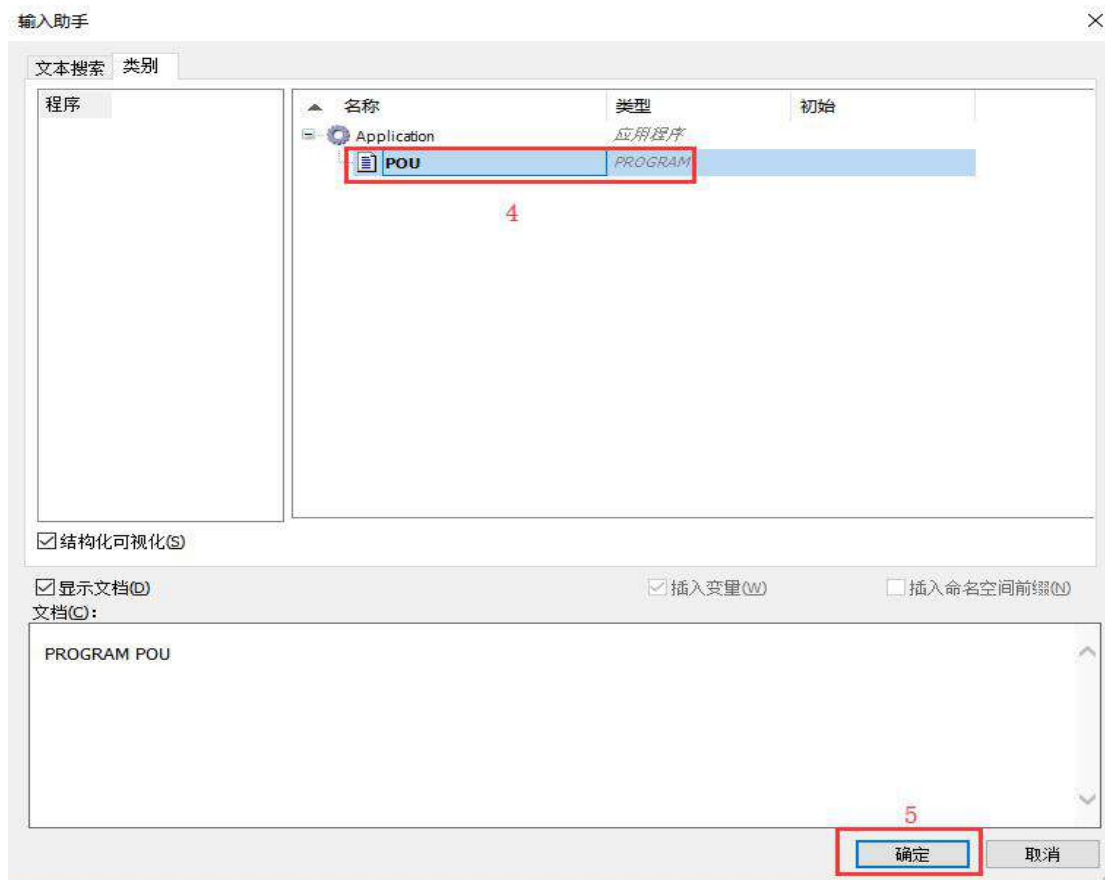 输入助手
文本搜索 类别
程序
名称 类型 初始
Application 应用程序
POU PROGRAM
4
结构化可视化(S)
显示文档(D) 插入变量(W) 插入命名空间前缀(N)
文档(C):
PROGRAM POU
5
确定 取消